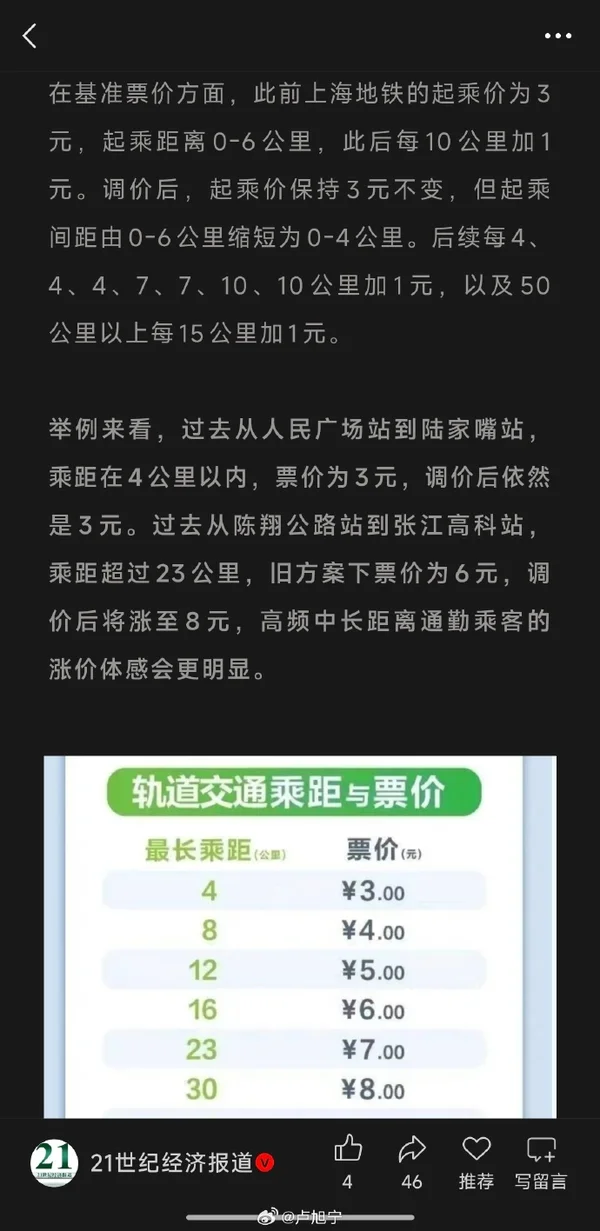 在基准票价方面，此前上海地铁的起乘价为3
元，起乘距离0-6公里，此后每10公里加1
元。调价后，起乘价保持3元不变，但起乘
间距由0-6公里缩短为0-4公里。后续每4、
4、4、7、7、10、10公里加1元，以及50
公里以上每15公里加1元。
举例来看，过去从人民广场站到陆家嘴站，
乘距在4公里以内，票价为3元，调价后依然
是3元。过去从陈翔公路站到张江高科站，
乘距超过23公里，旧方案下票价为6元，调
价后将涨至8元，高频中长距离通勤乘客的
涨价体感会更明显。
轨道交通乘距与票价
最长乘距(公里) 票价(元)
4 ¥3.00
8 ¥4.00
12 ¥5.00
16 ¥6.00
23 ¥7.00
30 ¥8.00
21
21世纪经济报道
4 46 推荐 写留言
@卢旭宁